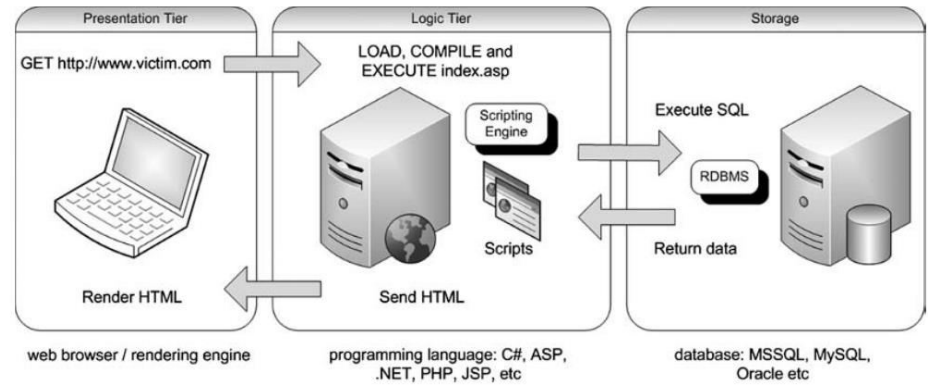 Presentation Tier
Logic Tier
Storage
GET http://www.victim.com
LOAD, COMPILE and
EXECUTE index.asp
Scripting
Engine
Execute SQL
RDBMS
Scripts
Return data
Render HTML
Send HTML
web browser / rendering engine
programming language: C#, ASP,
.NET, PHP, JSP, etc
database: MSSQL, MySQL,
Oracle etc